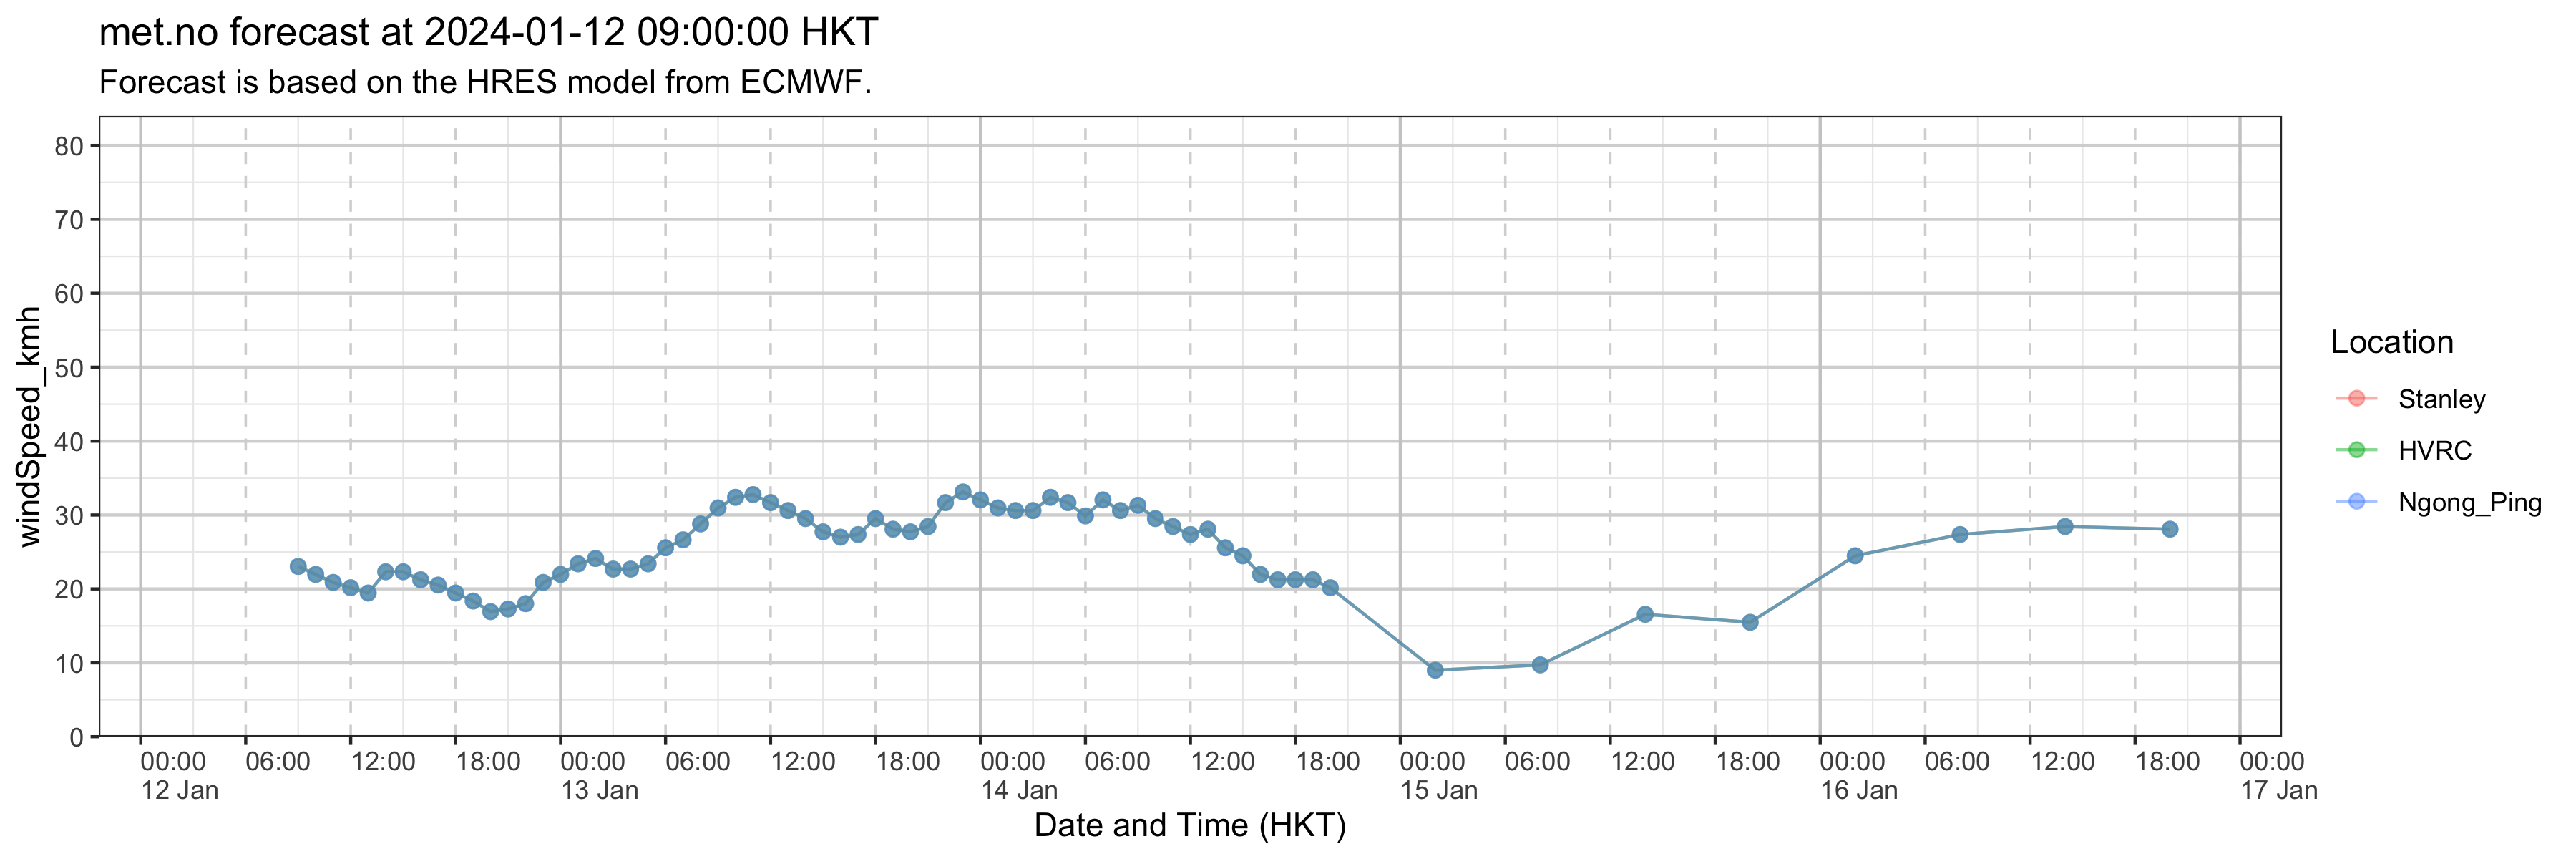 met.no forecast at 2024-01-12 09:00:00 HKT
Forecast is based on the HRES model from ECMWF.
windSpeed_kmh
80
70
60
50
40
30
20
10
0
00:00 06:00 12:00 18:00 00:00 06:00 12:00 18:00 00:00 06:00 12:00 18:00 00:00 06:00 12:00 18:00 00:00 06:00 12:00 18:00 00:00
12 Jan 13 Jan 14 Jan 15 Jan 16 Jan 17 Jan
Date and Time (HKT)
Location
Stanley
HVRC
Ngong_Ping